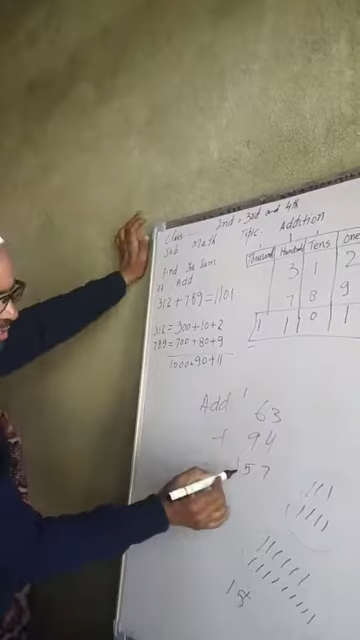 Class 2nd, 3rd and 4th
Sub Math Topic. Addition
Find the Sum
or Add
312 + 789 = 1101
312 = 300+10+2
789 = 700+80+9
1000+90+11
Thousand Hundred Tens One
3 1 2
7 8 9
1 1 0 1
Add 1
63
+ 94
157